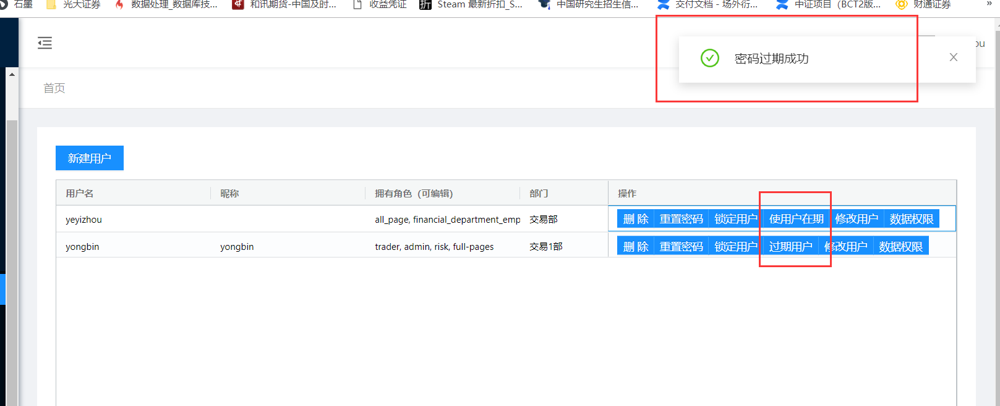 石墨 光大证券 数据处理_数据库技... 和讯期货-中国及时... 收益凭证 折 Steam 最新折扣_S... 中国研究生招生信... 交付文档 - 场外衍... 中证项目（BCT2版... 财通证券 »
密码过期成功
ou
首页
新建用户
用户名 昵称 拥有角色（可编辑） 部门 操作
yeyizhou all_page, financial_department_emp 交易部 删 除 重置密码 锁定用户 使用户在期 修改用户 数据权限
yongbin yongbin trader, admin, risk, full-pages 交易1部 删 除 重置密码 锁定用户 过期用户 修改用户 数据权限